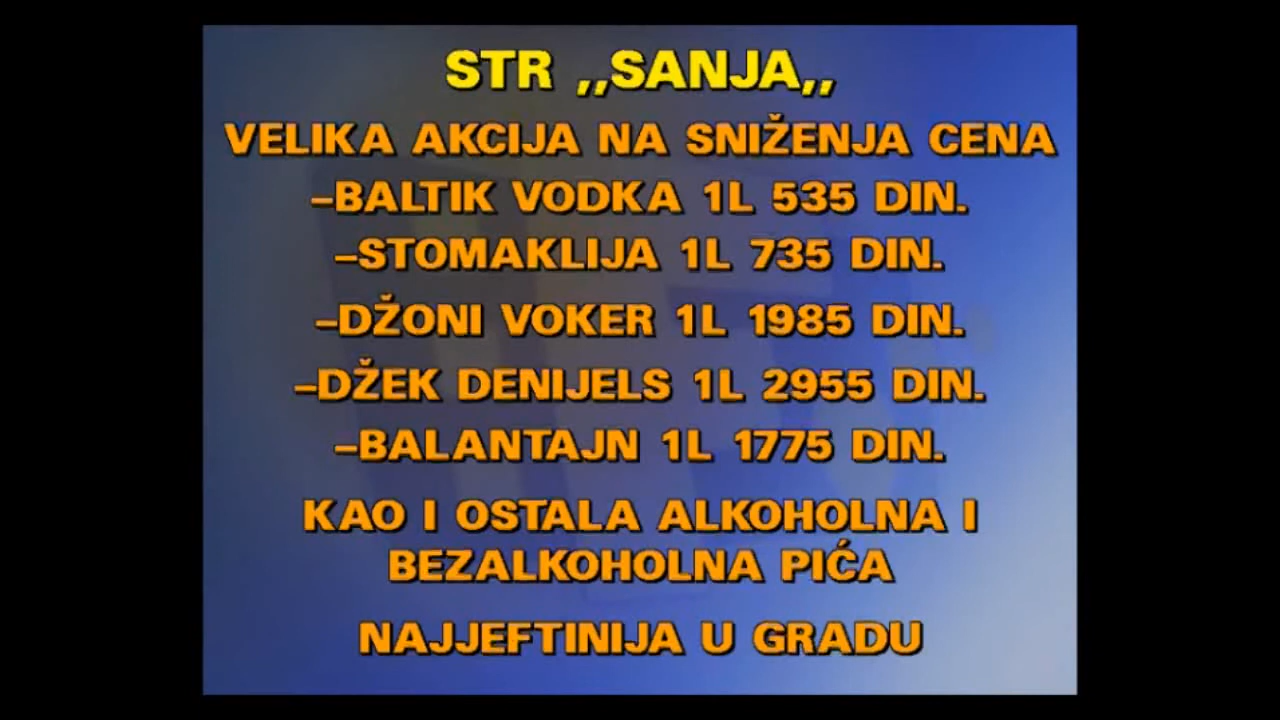 STR ,,SANJA,,
VELIKA AKCIJA NA SNIŽENJA CENA
–BALTIK VODKA 1L 535 DIN.
–STOMAKLIJA 1L 735 DIN.
–DŽONI VOKER 1L 1985 DIN.
–DŽEK DENIJELS 1L 2955 DIN.
–BALANTAJN 1L 1775 DIN.
KAO I OSTALA ALKOHOLNA I
BEZALKOHOLNA PIĆA
NAJJEFTINIJA U GRADU